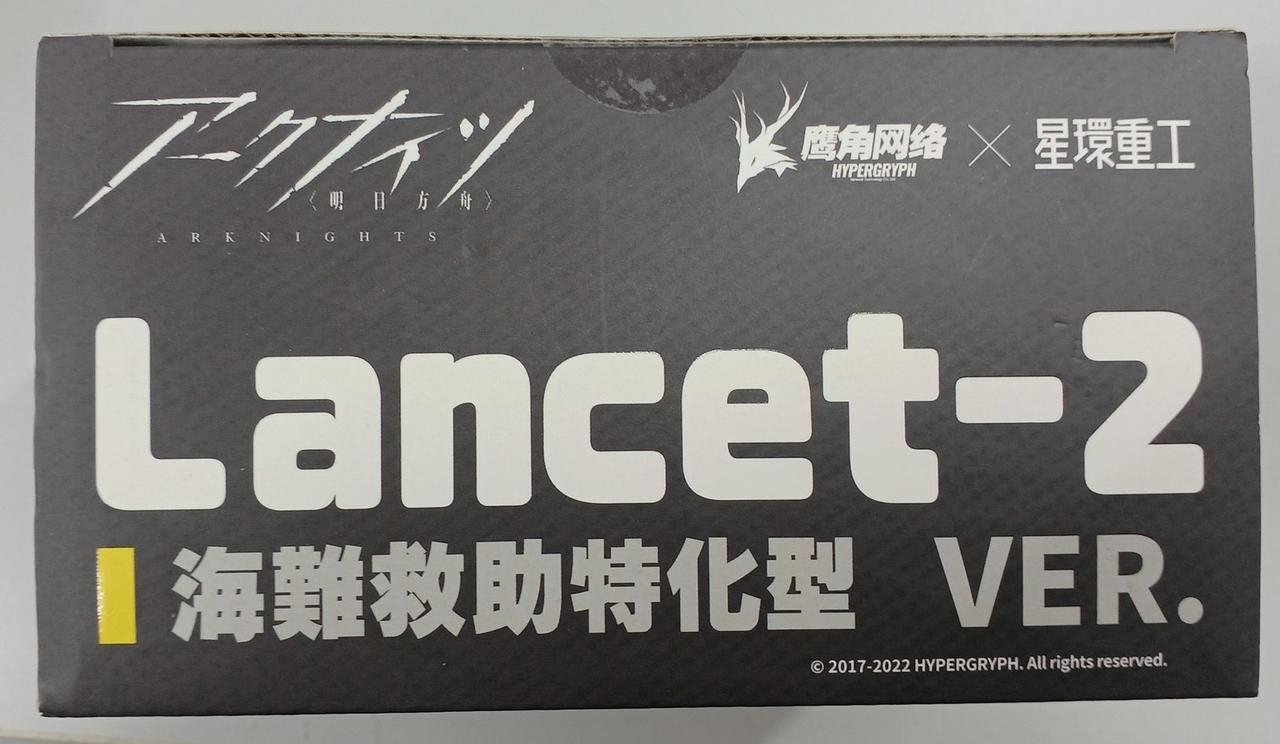 アークナイツ
〈明日方舟〉
ARKNIGHTS
鹰角网络 × 星環重工
HYPERGRYPH
Lancet-2
海難救助特化型 VER.
© 2017-2022 HYPERGRYPH. All rights reserved.